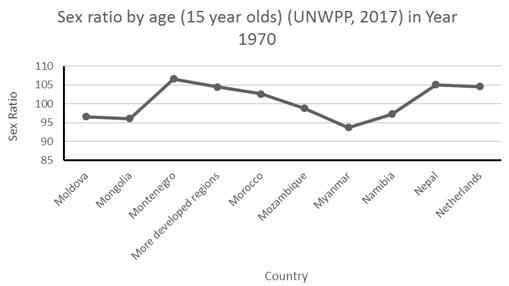 Sex ratio by age (15 year olds) (UNWPP, 2017) in Year
1970
110
105
100
95
90
85
Sex Ratio
Moldova
Mongolia
Montenegro
More developed regions
Morocco
Mozambique
Myanmar
Namibia
Nepal
Netherlands
Country